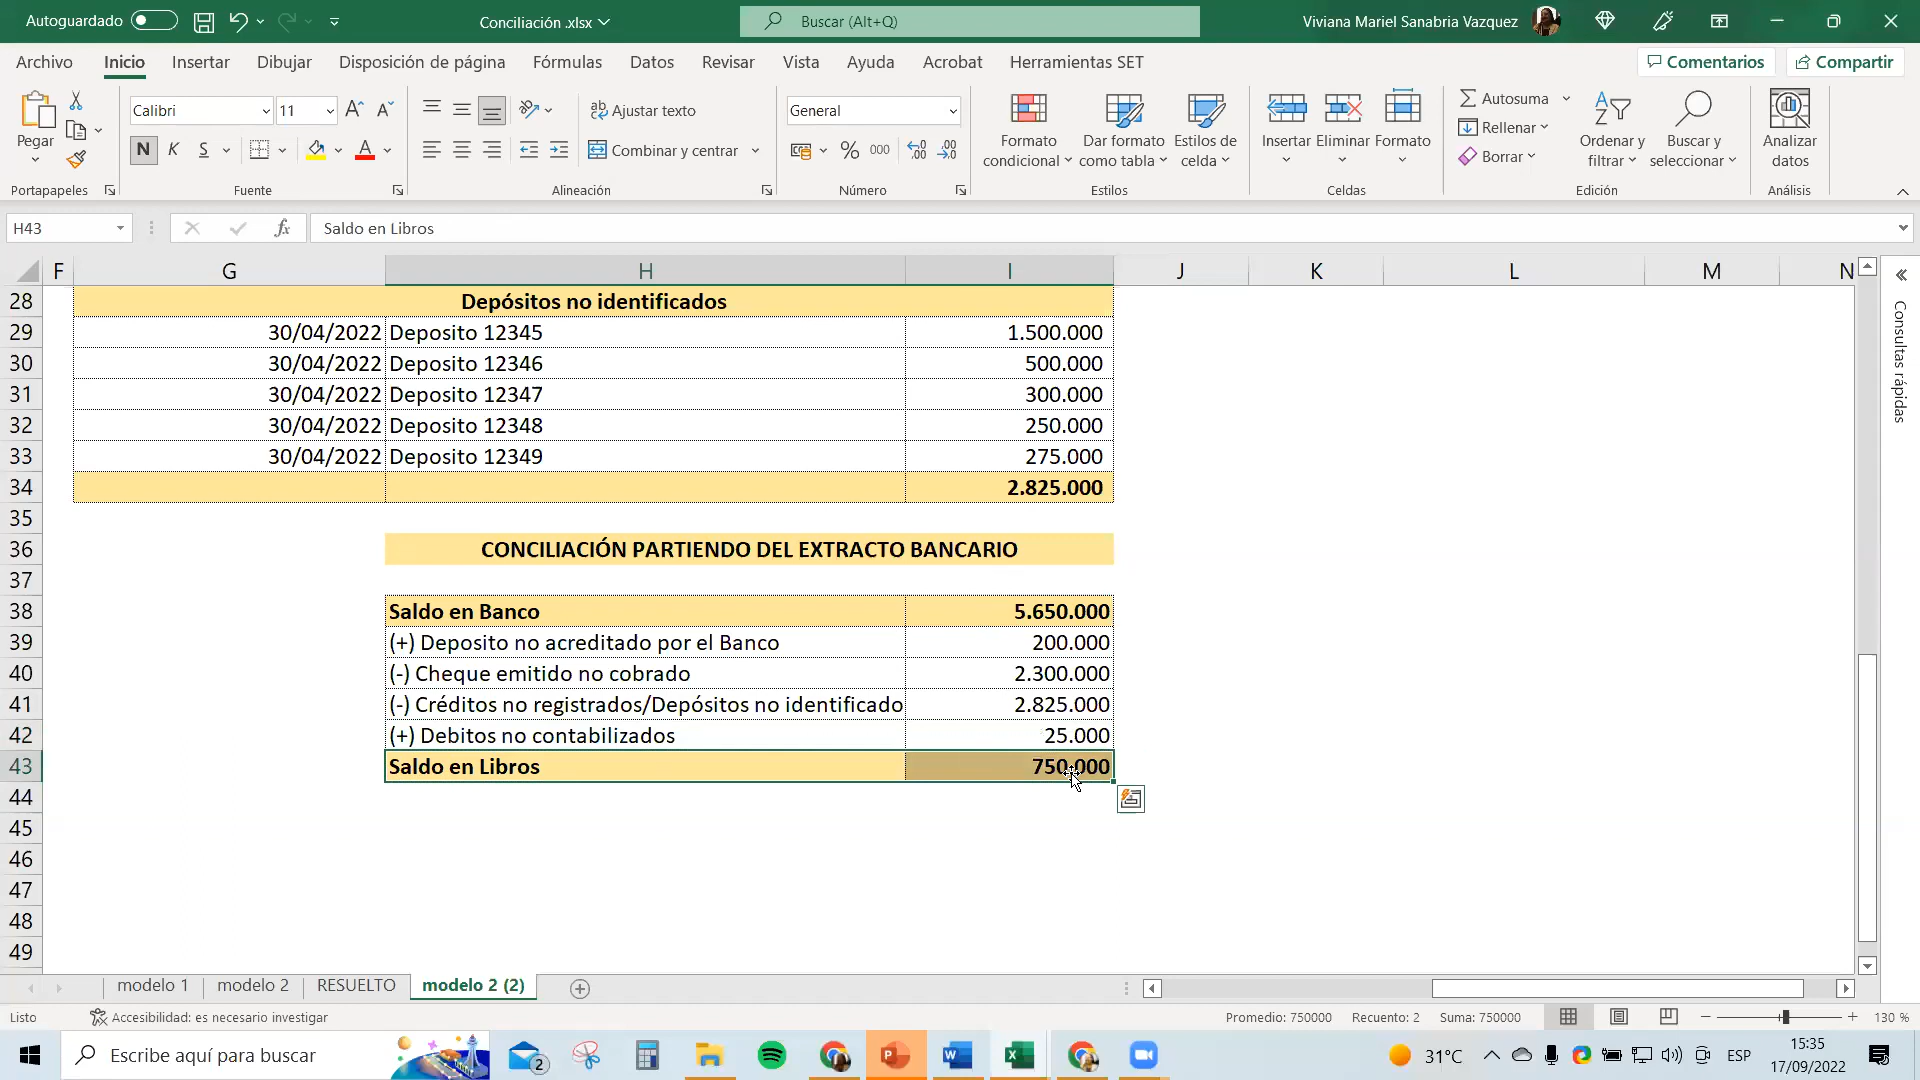 Autoguardado
Conciliación .xlsx
Buscar (Alt+Q)
Viviana Mariel Sanabria Vazquez
Archivo Inicio Insertar Dibujar Disposición de página Fórmulas Datos Revisar Vista Ayuda Acrobat Herramientas SET
Comentarios Compartir
Pegar
Portapapeles
Calibri 11
N K S
Fuente
Ajustar texto
Combinar y centrar
Alineación
General
% 000
Número
Formato condicional
Dar formato como tabla
Estilos de celda
Estilos
Insertar Eliminar Formato
Celdas
Autosuma
Rellenar
Borrar
Ordenar y filtrar
Buscar y seleccionar
Edición
Analizar datos
Análisis
H43 fx Saldo en Libros
F G H I J K L M N
28 Depósitos no identificados
29 30/04/2022 Deposito 12345 1.500.000
30 30/04/2022 Deposito 12346 500.000
31 30/04/2022 Deposito 12347 300.000
32 30/04/2022 Deposito 12348 250.000
33 30/04/2022 Deposito 12349 275.000
34 2.825.000
35
36 CONCILIACIÓN PARTIENDO DEL EXTRACTO BANCARIO
37
38 Saldo en Banco 5.650.000
39 (+) Deposito no acreditado por el Banco 200.000
40 (-) Cheque emitido no cobrado 2.300.000
41 (-) Créditos no registrados/Depósitos no identificado 2.825.000
42 (+) Debitos no contabilizados 25.000
43 Saldo en Libros 750.000
44
45
46
47
48
49
Consultas rápidas
modelo 1 modelo 2 RESUELTO modelo 2 (2)
Listo Accesibilidad: es necesario investigar Promedio: 750000 Recuento: 2 Suma: 750000 130 %
Escribe aquí para buscar
2
31°C
ESP
15:35
17/09/2022